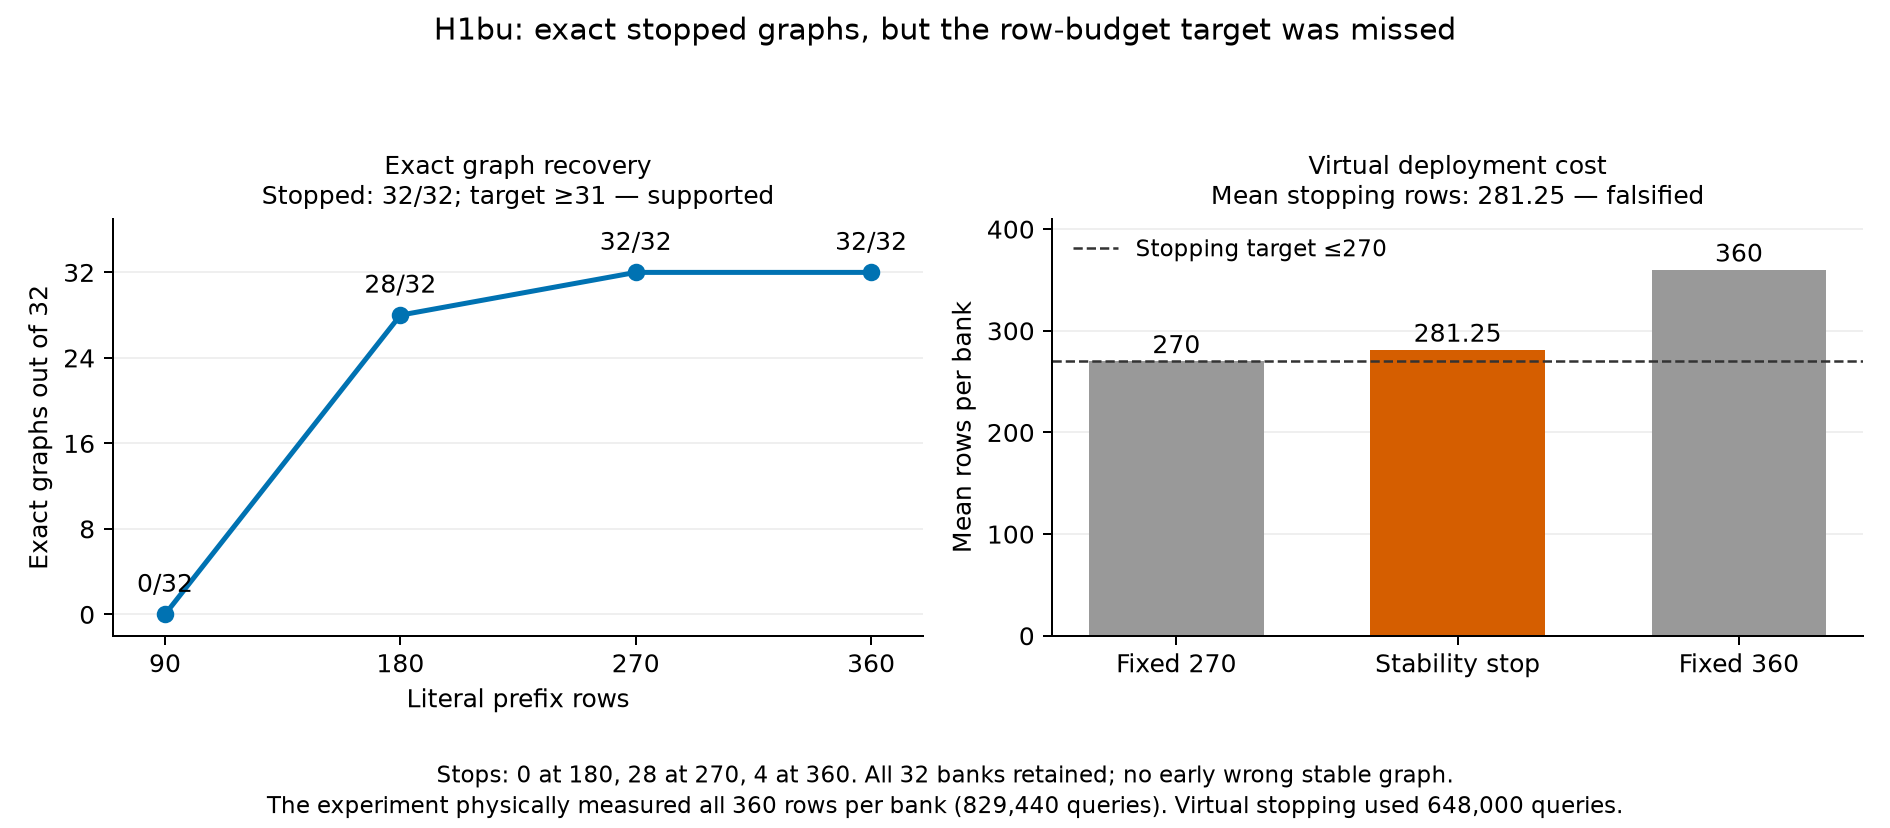 H1bu: exact stopped graphs, but the row-budget target was missed
Exact graph recovery
Stopped: 32/32; target ≥31 — supported
Exact graphs out of 32
32
24
16
8
0
0/32
28/32
32/32
32/32
90
180
270
360
Literal prefix rows
Virtual deployment cost
Mean stopping rows: 281.25 — falsified
Mean rows per bank
400
300
200
100
0
Stopping target ≤270
270
281.25
360
Fixed 270
Stability stop
Fixed 360
Stops: 0 at 180, 28 at 270, 4 at 360. All 32 banks retained; no early wrong stable graph.
The experiment physically measured all 360 rows per bank (829,440 queries). Virtual stopping used 648,000 queries.